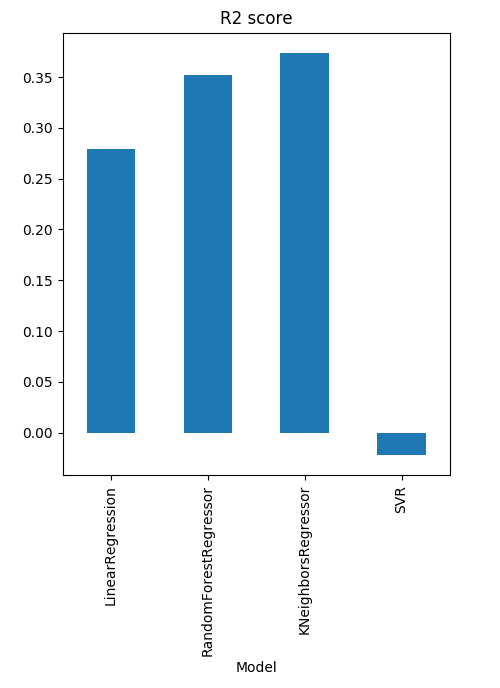 R2 score
0.35
0.30
0.25
0.20
0.15
0.10
0.05
0.00
LinearRegression
RandomForestRegressor
KNeighborsRegressor
SVR
Model